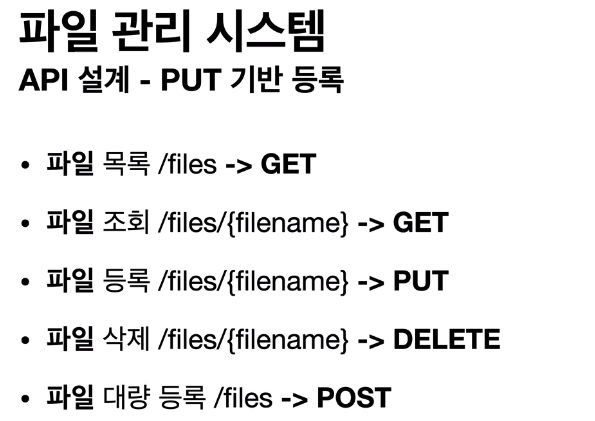 파일 관리 시스템
API 설계 - PUT 기반 등록
• 파일 목록 /files -> GET
• 파일 조회 /files/{filename} -> GET
• 파일 등록 /files/{filename} -> PUT
• 파일 삭제 /files/{filename} -> DELETE
• 파일 대량 등록 /files -> POST